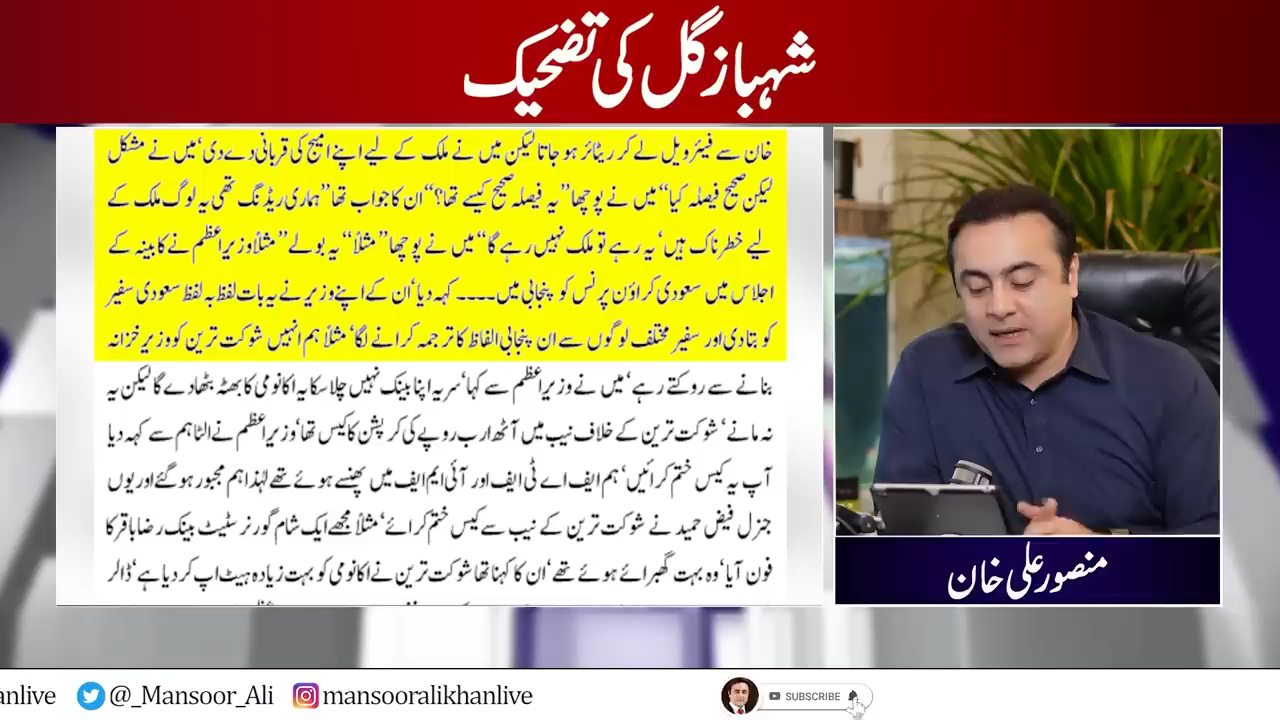 شہباز گل کی تضحیک
خان سے فیئر ویل لے کر ریٹائر ہو جاتا لیکن میں نے ملک کے لیے اپنے امیج کی قربانی دے دی‘ میں نے مشکل
لیکن صحیح فیصلہ کیا‘‘ میں نے پوچھا ’’یہ فیصلہ صحیح کیسے تھا؟‘‘ ان کا جواب تھا ’’ہماری ریڈنگ تھی یہ لوگ ملک کے
لیے خطرناک ہیں‘ یہ رہے تو ملک نہیں رہے گا‘‘ میں نے پوچھا ’’مثلاً‘‘ یہ بولے ’’مثلاً وزیراعظم نے کابینہ کے
اجلاس میں سعودی کراؤن پرنس کو پنجابی میں ۔۔۔۔ کہہ دیا‘ ان کے اپنے وزیر نے یہ بات لفظ بہ لفظ سعودی سفیر
کو بتا دی اور سفیر مختلف لوگوں سے ان پنجابی الفاظ کا ترجمہ کرانے لگا‘ مثلاً ہم انہیں شوکت ترین کو وزیر خزانہ
بنانے سے روکتے رہے‘ میں نے وزیراعظم سے کہا‘ سر یہ اپنا بینک نہیں چلا سکا یہ اکانومی کا بھٹہ بٹھا دے گا لیکن یہ
نہ مانے‘ شوکت ترین کے خلاف نیب میں آٹھ ارب روپے کی کرپشن کا کیس تھا‘ وزیراعظم نے الٹا ہم سے کہہ دیا
آپ یہ کیس ختم کرائیں‘ ہم ایف اے ٹی ایف اور آئی ایم ایف میں پھنسے ہوئے تھے لہٰذا ہم مجبور ہو گئے اور یوں
جنرل فیض حمید نے شوکت ترین کے نیب سے کیس ختم کرائے‘ مثلاً مجھے ایک شام گورنر سٹیٹ بینک رضا باقر کا
فون آیا‘ وہ بہت گھبرائے ہوئے تھے‘ ان کا کہنا تھا شوکت ترین نے اکانومی کو بہت زیادہ ہیٹ اپ کر دیا ہے‘ ڈالر
منصور علی خان
anlive @_Mansoor_Ali mansooralikhanlive SUBSCRIBE